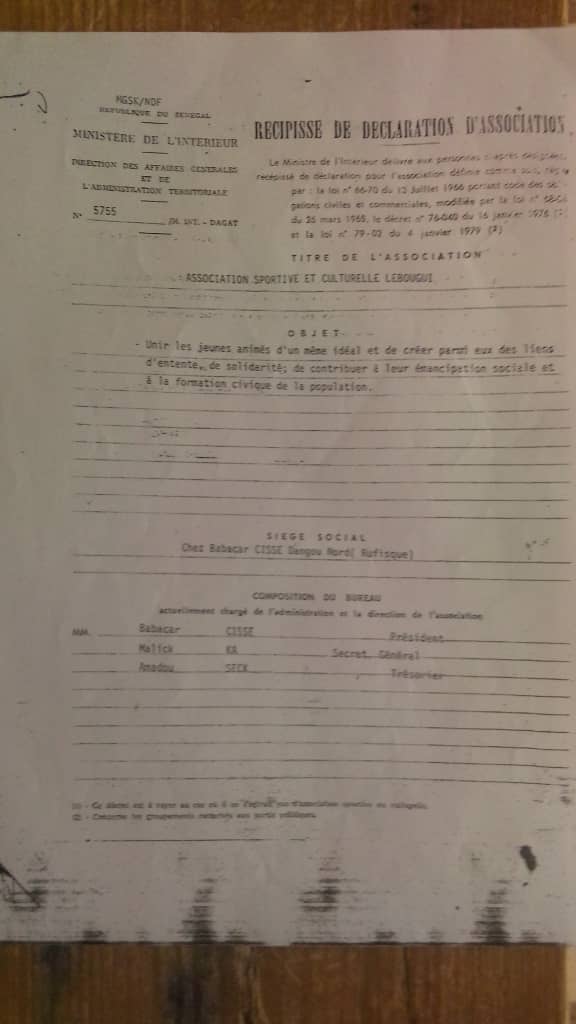 MGSK/NDF
REPUBLIQUE DU SENEGAL
MINISTERE DE L'INTERIEUR
DIRECTION DES AFFAIRES GENERALES
ET DE
L'ADMINISTRATION TERRITORIALE
N° 5755 /M. INT. - DAGAT
RECIPISSE DE DECLARATION D'ASSOCIATION
Le Ministre de l'Intérieur délivre aux personnes ci-après désignées,
récépissé de déclaration pour l'association définie comme suit,
par : la loi n° 66-70 du 13 Juillet 1966 portant code des
gations civiles et commerciales, modifiée par la loi n° 68-08
du 26 mars 1968, le décret n° 76-040 du 16 janvier 1976 (1)
et la loi n° 79-02 du 4 janvier 1979 (2)
TITRE DE L'ASSOCIATION
ASSOCIATION SPORTIVE ET CULTURELLE LEBOUGUI
OBJET
- Unir les jeunes animés d'un même idéal et de créer parmi eux des liens
d'entente, de solidarité; de contribuer à leur émancipation sociale et
à la formation civique de la population.
SIEGE SOCIAL
Chez Babacar CISSE Dangou Nord( Rufisque)
COMPOSITION DU BUREAU
actuellement chargé de l'administration et la direction de l'association
MM. Babacar CISSE Président
Malick KA Secret. Général
Amadou SECK Trésorier
(1) - Ce décret est à viser au cas où il s'agirait d'association sportive ou culturelle.
(2) - Concerne les groupements rattachés aux partis politiques.